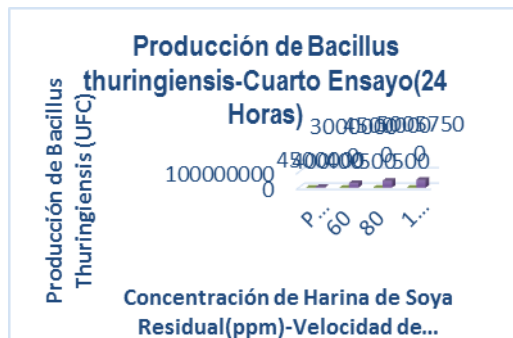 Producción de Bacillus
thuringiensis-Cuarto Ensayo(24
Horas)
Producción de Bacillus
Thuringiensis (UFC)
100000000
0
P...
60
80
1...
Concentración de Harina de Soya
Residual(ppm)-Velocidad de...